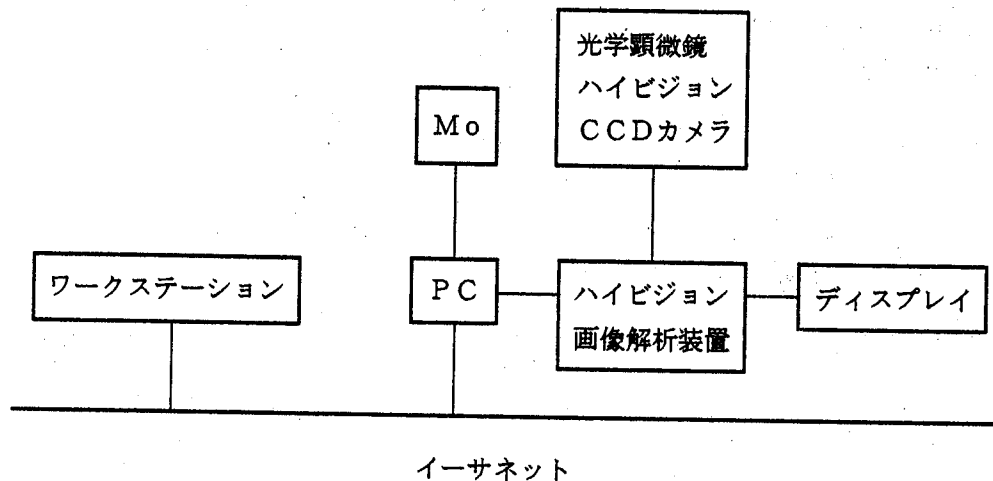 光学顕微鏡
ハイビジョン
ＣＣＤカメラ
Ｍｏ
ワークステーション
ＰＣ
ハイビジョン
画像解析装置
ディスプレイ
イーサネット